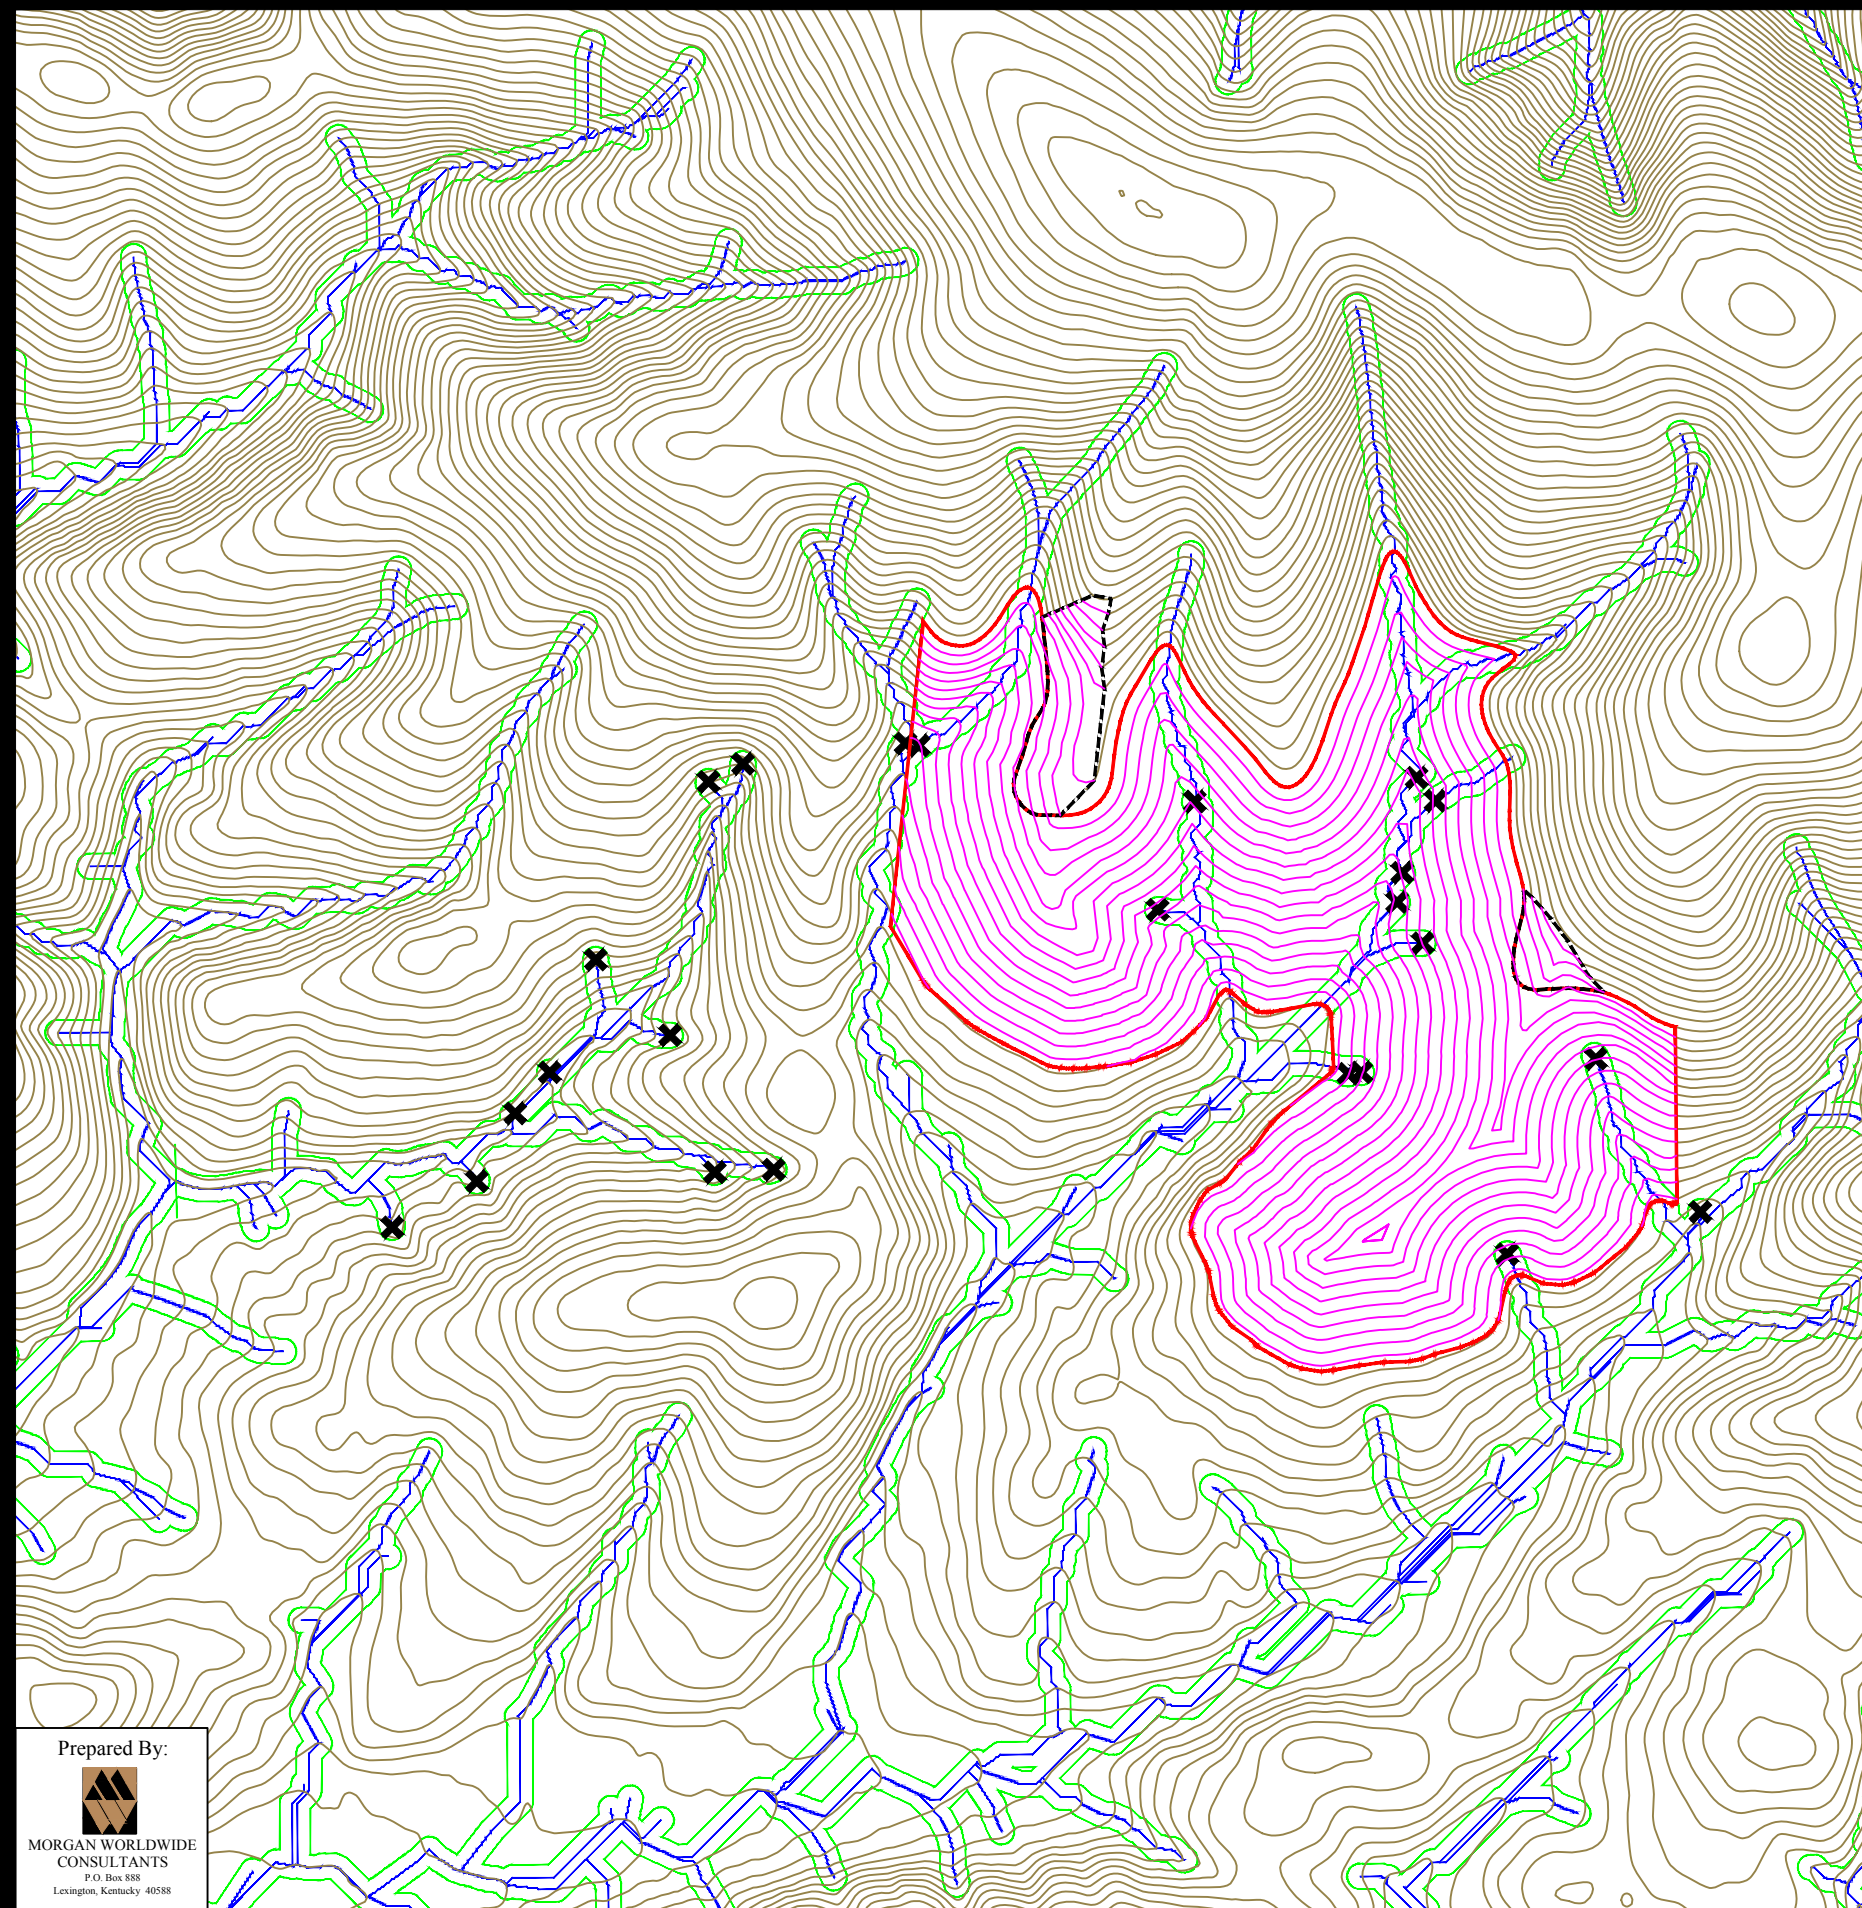 Prepared By:
MORGAN WORLDWIDE
CONSULTANTS
P.O. Box 888
Lexington, Kentucky 40588